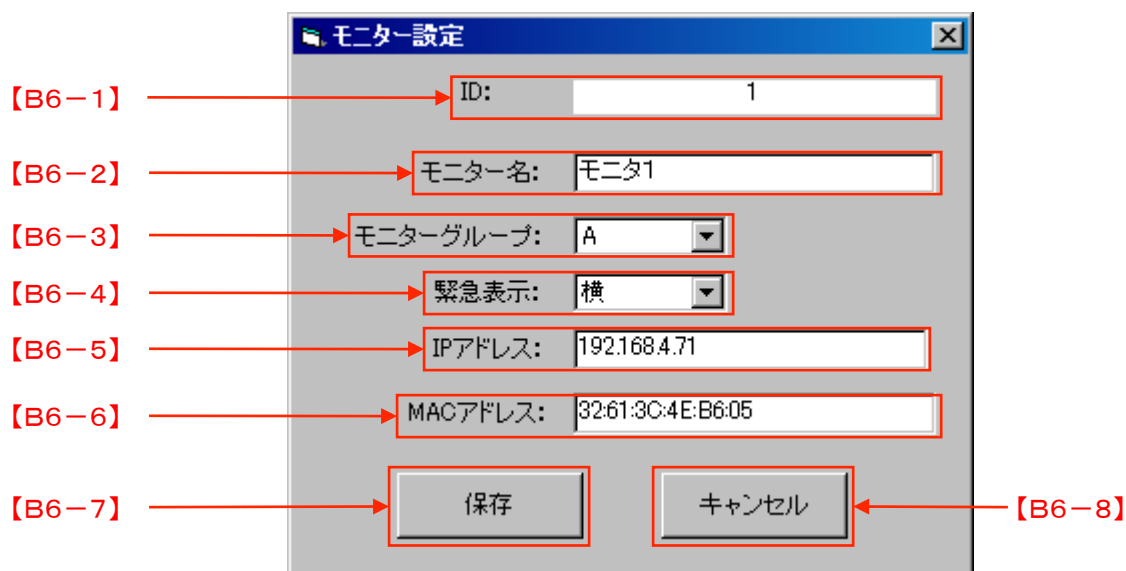 モニター設定
【B6－1】 ID: 1
【B6－2】 モニター名: モニタ1
【B6－3】 モニターグループ: A
【B6－4】 緊急表示: 横
【B6－5】 IPアドレス: 192.168.4.71
【B6－6】 MACアドレス: 32:61:3C:4E:B6:05
【B6－7】 保存 キャンセル 【B6－8】